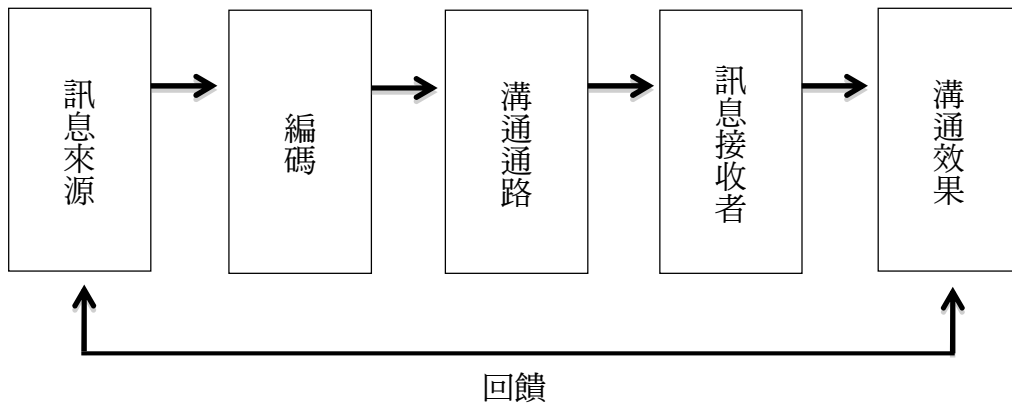 訊息來源
編碼
溝通通路
訊息接收者
溝通效果
回饋